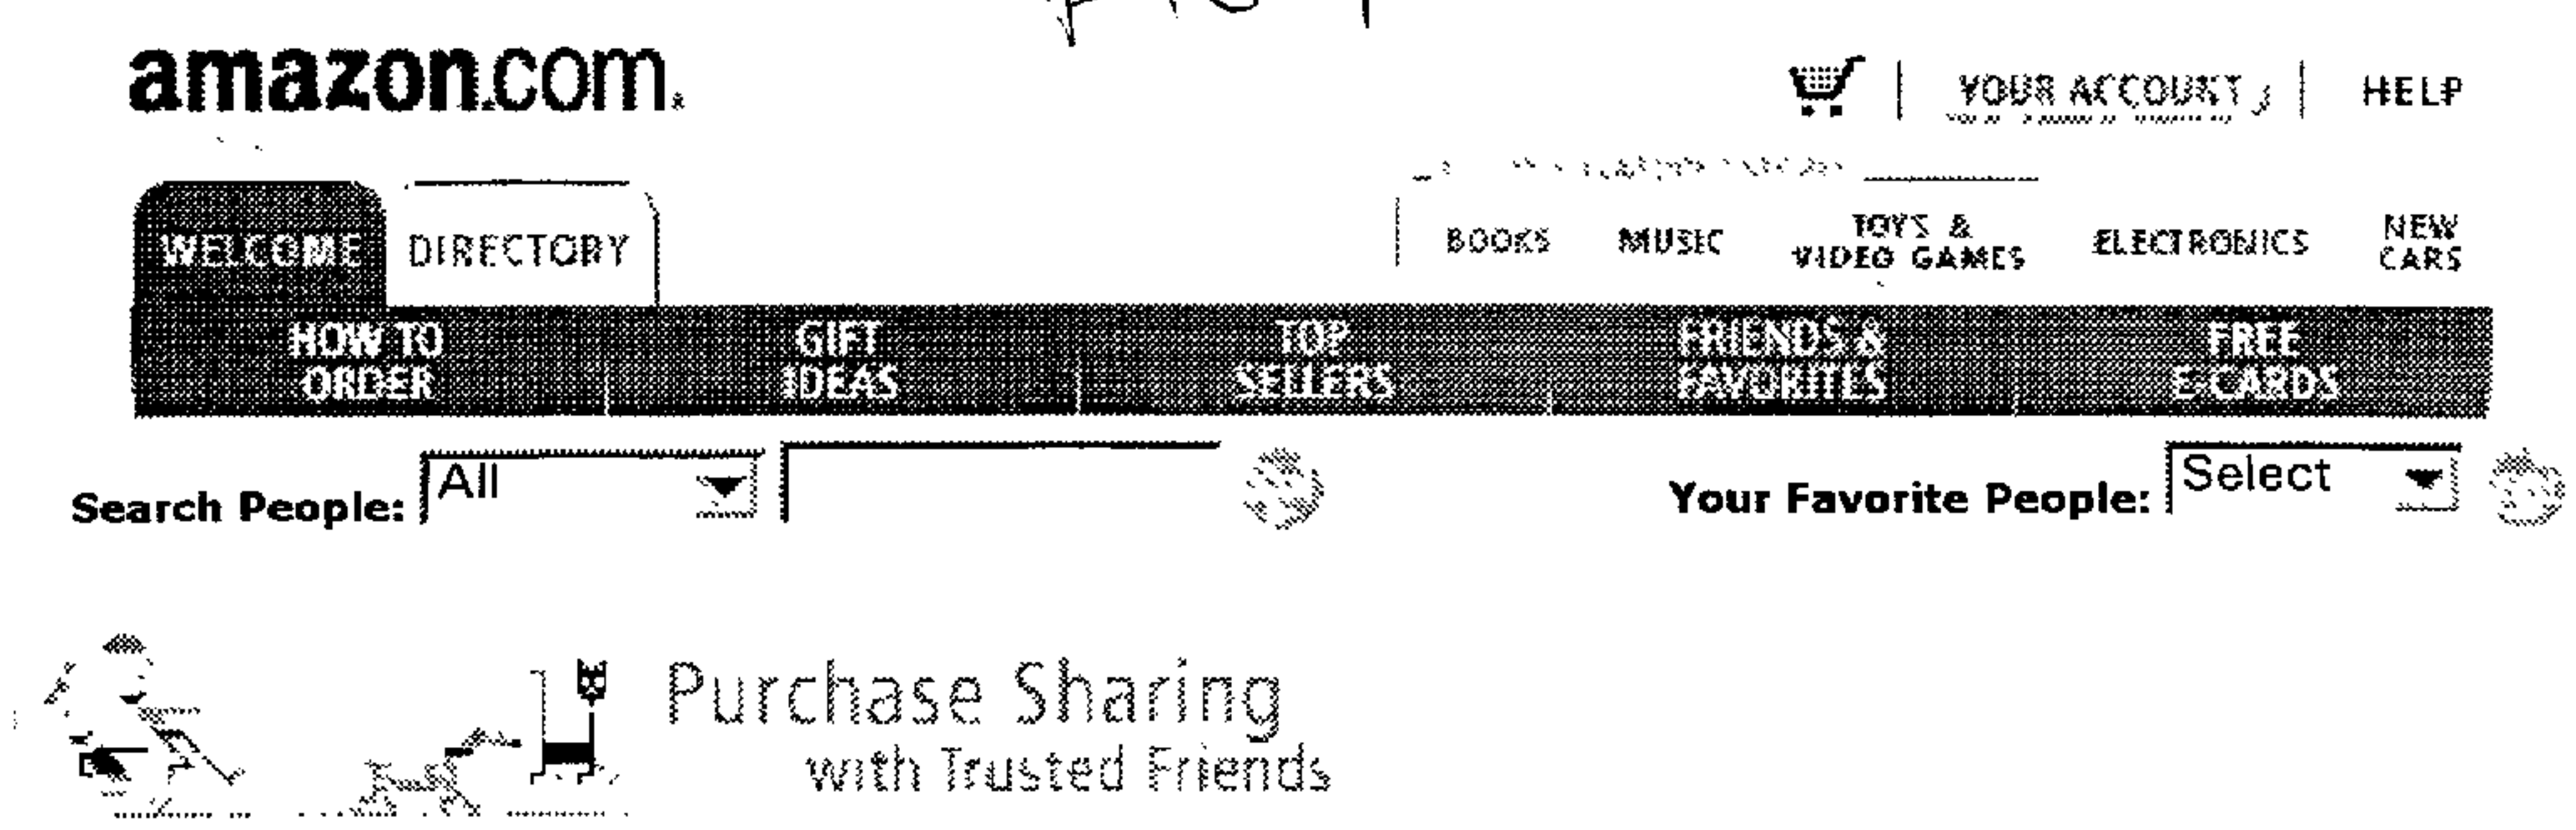 amazon.com.
YOUR ACCOUNT | HELP
WELCOME DIRECTORY
BOOKS MUSIC TOYS & VIDEO GAMES ELECTRONICS NEW CARS
HOW TO ORDER GIFT IDEAS TOP SELLERS FRIENDS & FAVORITES FREE E-CARDS
Search People: All Your Favorite People: Select
Purchase Sharing
with Trusted Friends